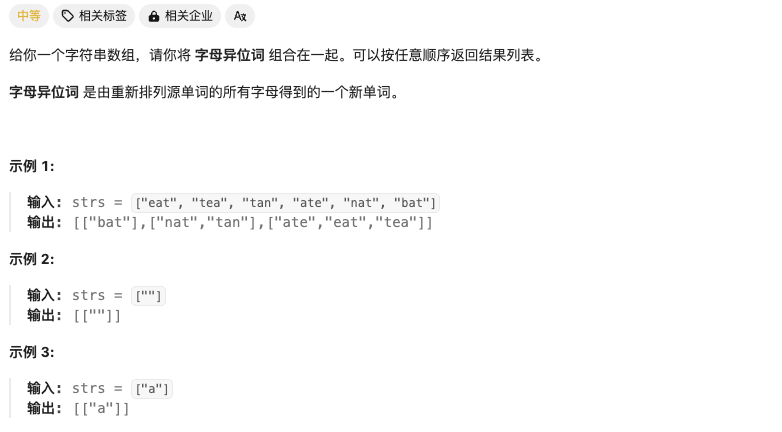 中等 相关标签 相关企业 Aあ
给你一个字符串数组，请你将 字母异位词 组合在一起。可以按任意顺序返回结果列表。
字母异位词 是由重新排列源单词的所有字母得到的一个新单词。
示例 1:
输入: strs = ["eat", "tea", "tan", "ate", "nat", "bat"]
输出: [["bat"],["nat","tan"],["ate","eat","tea"]]
示例 2:
输入: strs = [""]
输出: [[""]]
示例 3:
输入: strs = ["a"]
输出: [["a"]]